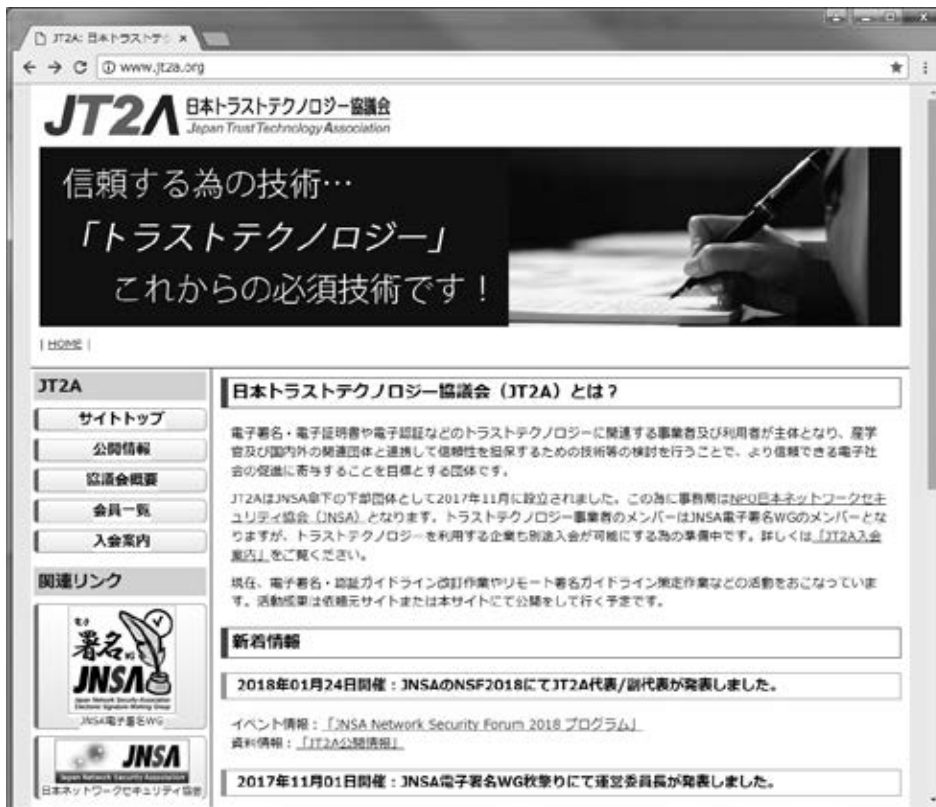 JT2A: 日本トラストテク
www.jt2a.org
JT2A 日本トラストテクノロジー協議会
Japan Trust Technology Association
信頼する為の技術…
「トラストテクノロジー」
これからの必須技術です！
| HOME |
JT2A
サイトトップ
公開情報
協議会概要
会員一覧
入会案内
関連リンク
電子
署名WG
JNSA
Japan Network Security Association
Electronic Signature Working Group
JNSA電子署名WG
JNSA
Japan Network Security Association
日本ネットワークセキュリティ協会
日本トラストテクノロジー協議会（JT2A）とは？
電子署名・電子証明書や電子認証などのトラストテクノロジーに関連する事業者及び利用者が主体となり、産学
官及び国内外の関連団体と連携して信頼性を担保するための技術等の検討を行うことで、より信頼できる電子社
会の促進に寄与することを目標とする団体です。
JT2AはJNSA傘下の下部団体として2017年11月に設立されました。この為に事務局はNPO日本ネットワークセキ
ュリティ協会（JNSA）となります。トラストテクノロジー事業者のメンバーはJNSA電子署名WGのメンバーとな
りますが、トラストテクノロジーを利用する企業も別途入会が可能にする為の準備中です。詳しくは「JT2A入会
案内」をご覧ください。
現在、電子署名・認証ガイドライン改訂作業やリモート署名ガイドライン策定作業などの活動をおこなっていま
す。活動成果は依頼元サイトまたは本サイトにて公開をして行く予定です。
新着情報
2018年01月24日開催：JNSAのNSF2018にてJT2A代表/副代表が発表しました。
イベント情報：「JNSA Network Security Forum 2018 プログラム」
資料情報：「JT2A公開情報」
2017年11月01日開催：JNSA電子署名WG秋祭りにて運営委員長が発表しました。